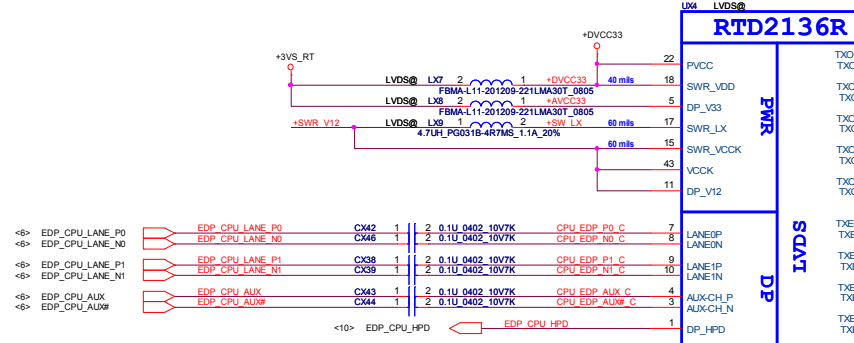 UX4 LVDS@
RTD2136R
+DVCC33
+3VS_RT
22 PVCC
LVDS@ LX7 2 1 +DVCC33 40 mils 18 SWR_VDD
FBMA-L11-201209-221LMA30T_0805
LVDS@ LX8 2 1 +AVCC33 5 DP_V33
FBMA-L11-201209-221LMA30T_0805
+SWR_V12 LVDS@ LX9 1 2 +SW_LX 60 mils 17 SWR_LX
4.7UH_PG031B-4R7MS_1.1A_20%
60 mils 15 SWR_VCCK
43 VCCK
11 DP_V12
PWR
LVDS
DP
<6> EDP_CPU_LANE_P0 EDP_CPU_LANE_P0 CX42 1 2 0.1U_0402_10V7K CPU_EDP_P0_C 7 LANE0P
<6> EDP_CPU_LANE_N0 EDP_CPU_LANE_N0 CX46 1 2 0.1U_0402_10V7K CPU_EDP_N0_C 8 LANE0N
<6> EDP_CPU_LANE_P1 EDP_CPU_LANE_P1 CX38 1 2 0.1U_0402_10V7K CPU_EDP_P1_C 9 LANE1P
<6> EDP_CPU_LANE_N1 EDP_CPU_LANE_N1 CX39 1 2 0.1U_0402_10V7K CPU_EDP_N1_C 10 LANE1N
<6> EDP_CPU_AUX EDP_CPU_AUX CX43 1 2 0.1U_0402_10V7K CPU_EDP_AUX_C 4 AUX-CH_P
<6> EDP_CPU_AUX# EDP_CPU_AUX# CX44 1 2 0.1U_0402_10V7K CPU_EDP_AUX#_C 3 AUX-CH_N
<10> EDP_CPU_HPD EDP_CPU_HPD 1 DP_HPD